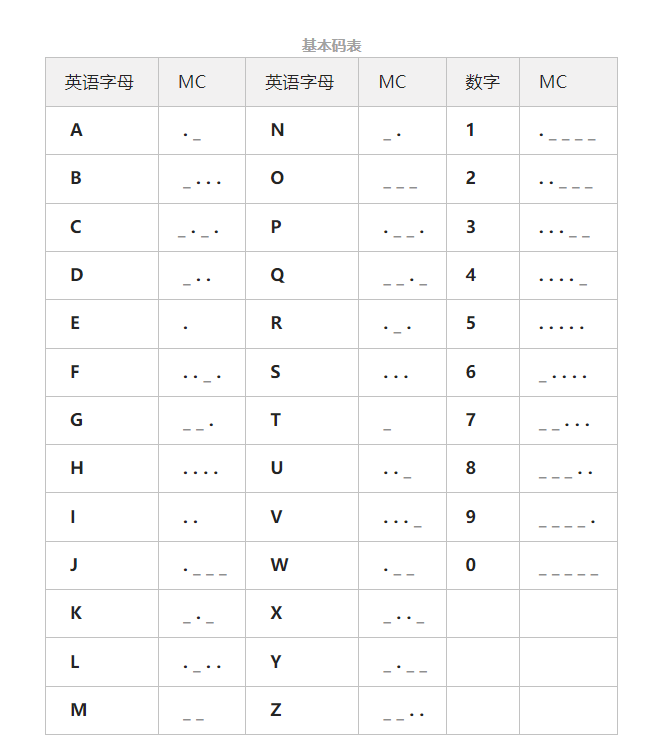 基本码表
英语字母 MC 英语字母 MC 数字 MC
A ._ N _. 1 .____
B _... O ___ 2 ..___
C _._. P .__. 3 ...__
D _.. Q __._ 4 ...._
E . R ._. 5 .....
F .._. S ... 6 _....
G __. T _ 7 __...
H .... U .._ 8 ___..
I .. V ..._ 9 ____.
J .___ W .__ 0 _____
K _._ X _.._
L ._.. Y _.__
M __ Z __..